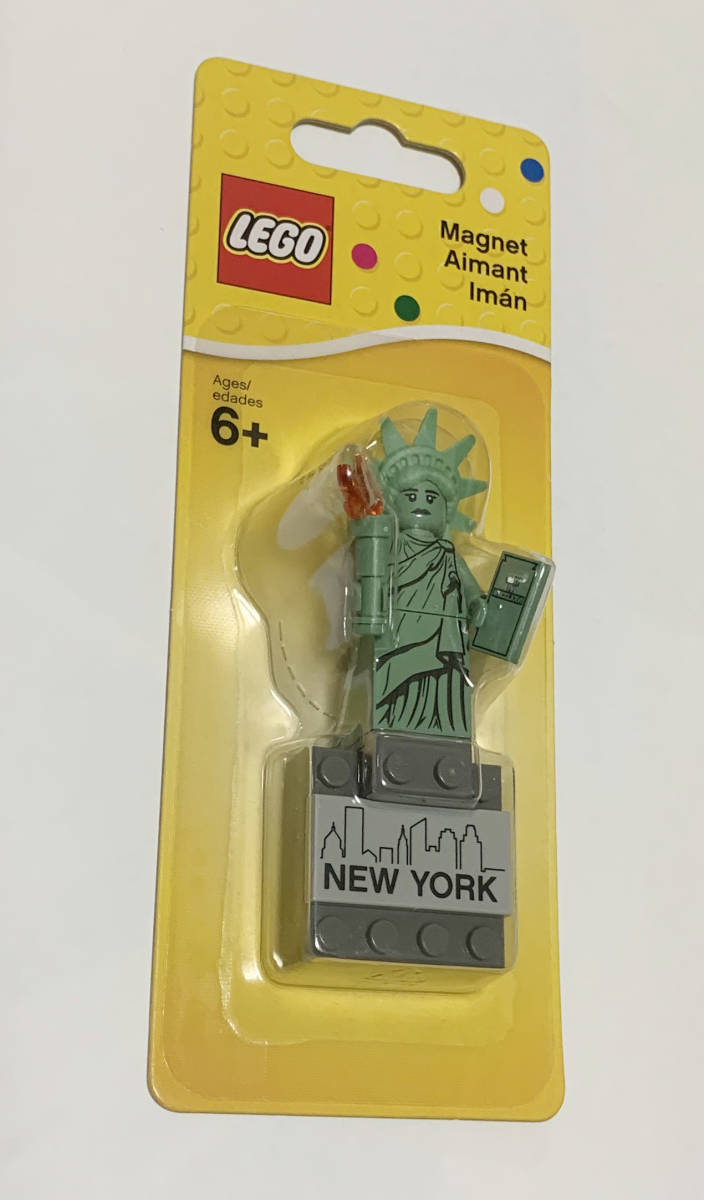 LEGO
Magnet
Aimant
Imán
Ages/
edades
6+
NEW YORK